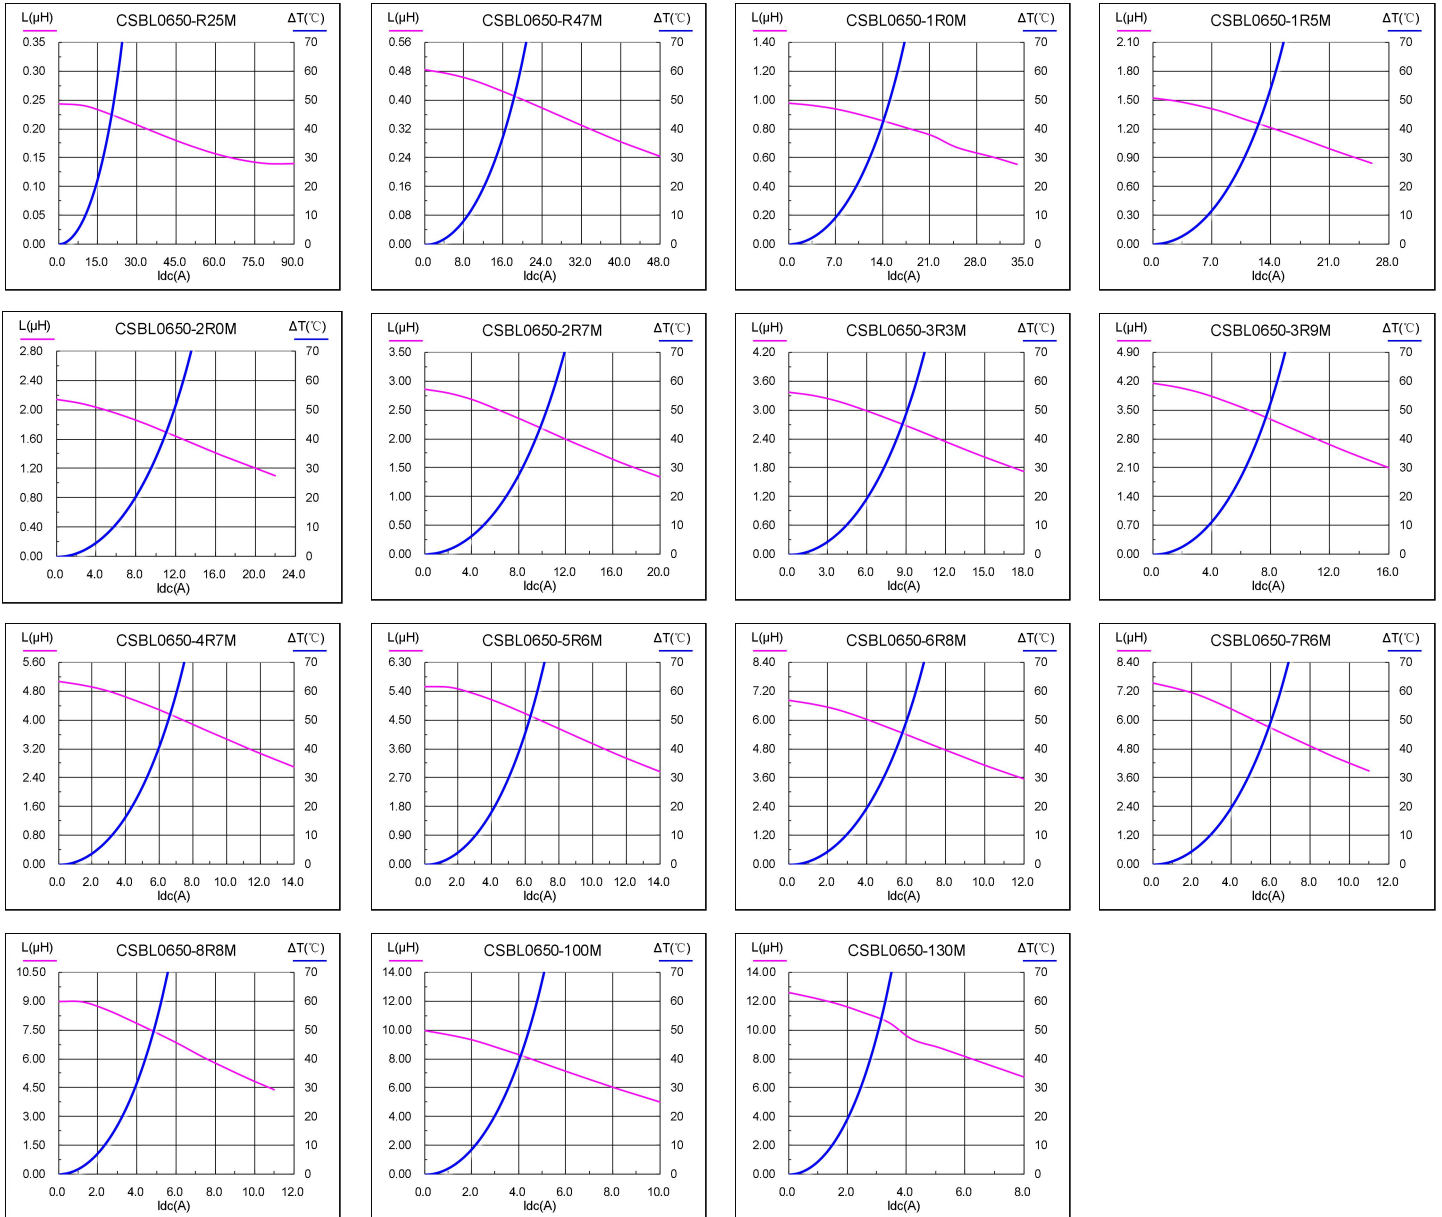 L(μH) CSBL0650-R25M ΔT(℃)
0.35 70
0.30 60
0.25 50
0.20 40
0.15 30
0.10 20
0.05 10
0.00 0
0.0 15.0 30.0 45.0 60.0 75.0 90.0
Idc(A)
L(μH) CSBL0650-R47M ΔT(℃)
0.56 70
0.48 60
0.40 50
0.32 40
0.24 30
0.16 20
0.08 10
0.00 0
0.0 8.0 16.0 24.0 32.0 40.0 48.0
Idc(A)
L(μH) CSBL0650-1R0M ΔT(℃)
1.40 70
1.20 60
1.00 50
0.80 40
0.60 30
0.40 20
0.20 10
0.00 0
0.0 7.0 14.0 21.0 28.0 35.0
Idc(A)
L(μH) CSBL0650-1R5M ΔT(℃)
2.10 70
1.80 60
1.50 50
1.20 40
0.90 30
0.60 20
0.30 10
0.00 0
0.0 7.0 14.0 21.0 28.0
Idc(A)
L(μH) CSBL0650-2R0M ΔT(℃)
2.80 70
2.40 60
2.00 50
1.60 40
1.20 30
0.80 20
0.40 10
0.00 0
0.0 4.0 8.0 12.0 16.0 20.0 24.0
Idc(A)
L(μH) CSBL0650-2R7M ΔT(℃)
3.50 70
3.00 60
2.50 50
2.00 40
1.50 30
1.00 20
0.50 10
0.00 0
0.0 4.0 8.0 12.0 16.0 20.0
Idc(A)
L(μH) CSBL0650-3R3M ΔT(℃)
4.20 70
3.60 60
3.00 50
2.40 40
1.80 30
1.20 20
0.60 10
0.00 0
0.0 3.0 6.0 9.0 12.0 15.0 18.0
Idc(A)
L(μH) CSBL0650-3R9M ΔT(℃)
4.90 70
4.20 60
3.50 50
2.80 40
2.10 30
1.40 20
0.70 10
0.00 0
0.0 4.0 8.0 12.0 16.0
Idc(A)
L(μH) CSBL0650-4R7M ΔT(℃)
5.60 70
4.80 60
4.00 50
3.20 40
2.40 30
1.60 20
0.80 10
0.00 0
0.0 2.0 4.0 6.0 8.0 10.0 12.0 14.0
Idc(A)
L(μH) CSBL0650-5R6M ΔT(℃)
6.30 70
5.40 60
4.50 50
3.60 40
2.70 30
1.80 20
0.90 10
0.00 0
0.0 2.0 4.0 6.0 8.0 10.0 12.0 14.0
Idc(A)
L(μH) CSBL0650-6R8M ΔT(℃)
8.40 70
7.20 60
6.00 50
4.80 40
3.60 30
2.40 20
1.20 10
0.00 0
0.0 2.0 4.0 6.0 8.0 10.0 12.0
Idc(A)
L(μH) CSBL0650-7R6M ΔT(℃)
8.40 70
7.20 60
6.00 50
4.80 40
3.60 30
2.40 20
1.20 10
0.00 0
0.0 2.0 4.0 6.0 8.0 10.0 12.0
Idc(A)
L(μH) CSBL0650-8R8M ΔT(℃)
10.50 70
9.00 60
7.50 50
6.00 40
4.50 30
3.00 20
1.50 10
0.00 0
0.0 2.0 4.0 6.0 8.0 10.0 12.0
Idc(A)
L(μH) CSBL0650-100M ΔT(℃)
14.00 70
12.00 60
10.00 50
8.00 40
6.00 30
4.00 20
2.00 10
0.00 0
0.0 2.0 4.0 6.0 8.0 10.0
Idc(A)
L(μH) CSBL0650-130M ΔT(℃)
14.00 70
12.00 60
10.00 50
8.00 40
6.00 30
4.00 20
2.00 10
0.00 0
0.0 2.0 4.0 6.0 8.0
Idc(A)